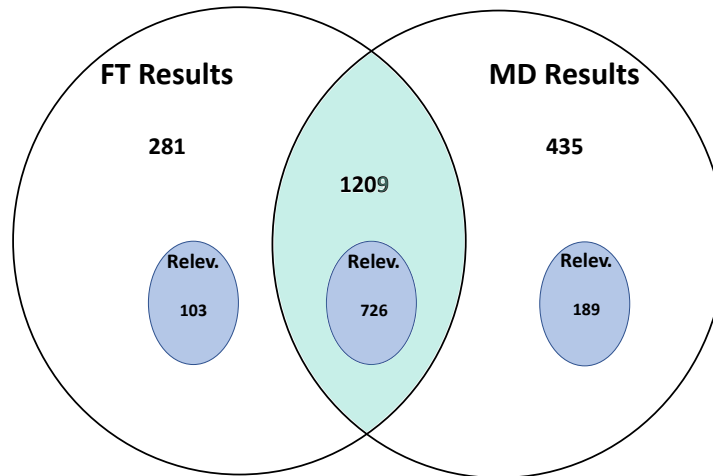 FT Results
MD Results
281
435
1209
Relev.
Relev.
Relev.
103
726
189